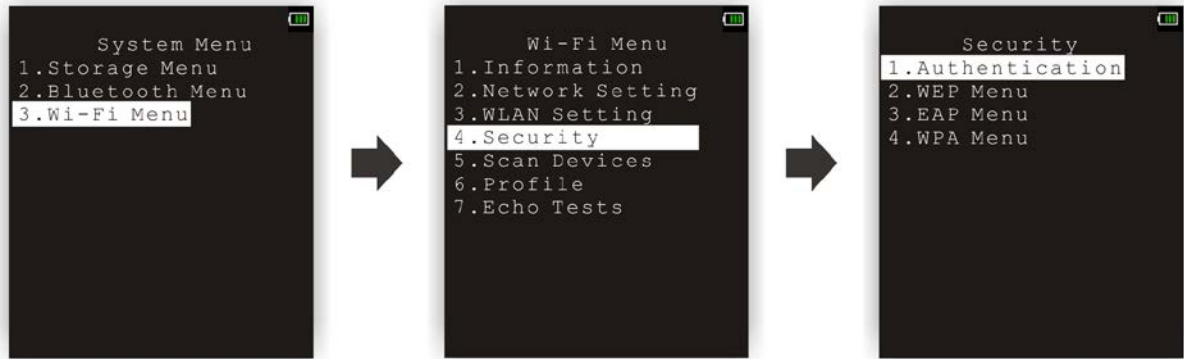 System Menu
1.Storage Menu
2.Bluetooth Menu
3.Wi-Fi Menu
Wi-Fi Menu
1.Information
2.Network Setting
3.WLAN Setting
4.Security
5.Scan Devices
6.Profile
7.Echo Tests
Security
1.Authentication
2.WEP Menu
3.EAP Menu
4.WPA Menu